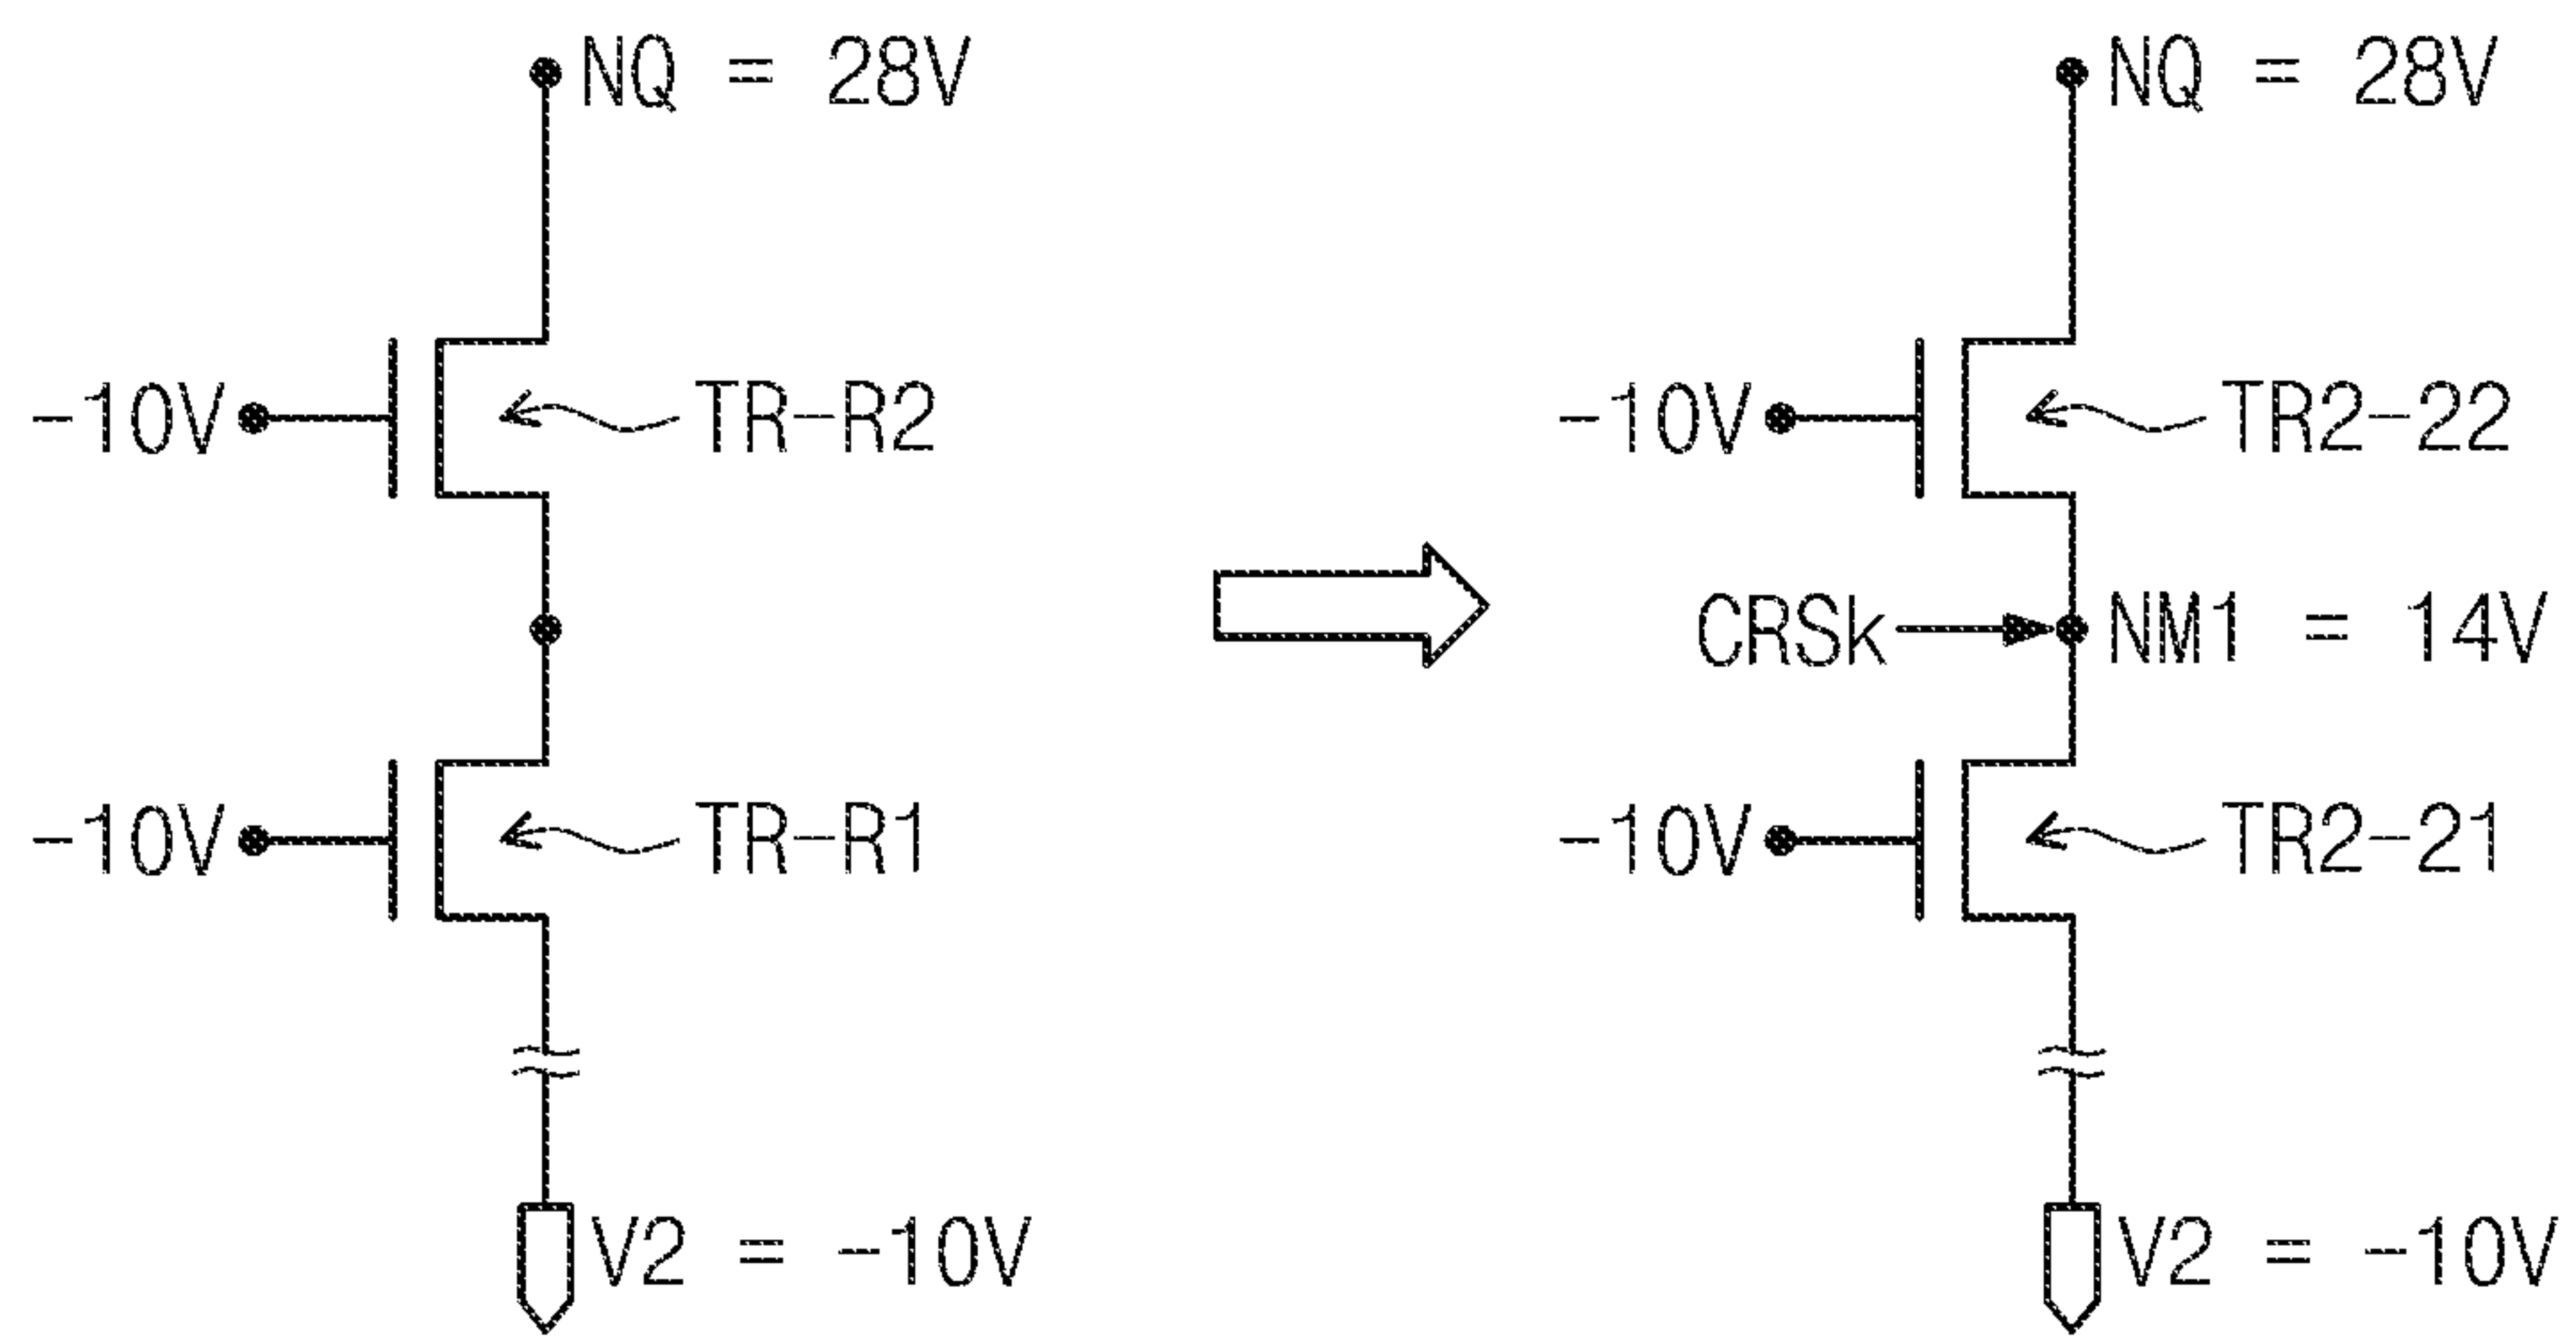 NQ = 28V
-10V
TR-R2
-10V
TR-R1
V2 = -10V
NQ = 28V
-10V
TR2-22
CRSk
NM1 = 14V
-10V
TR2-21
V2 = -10V